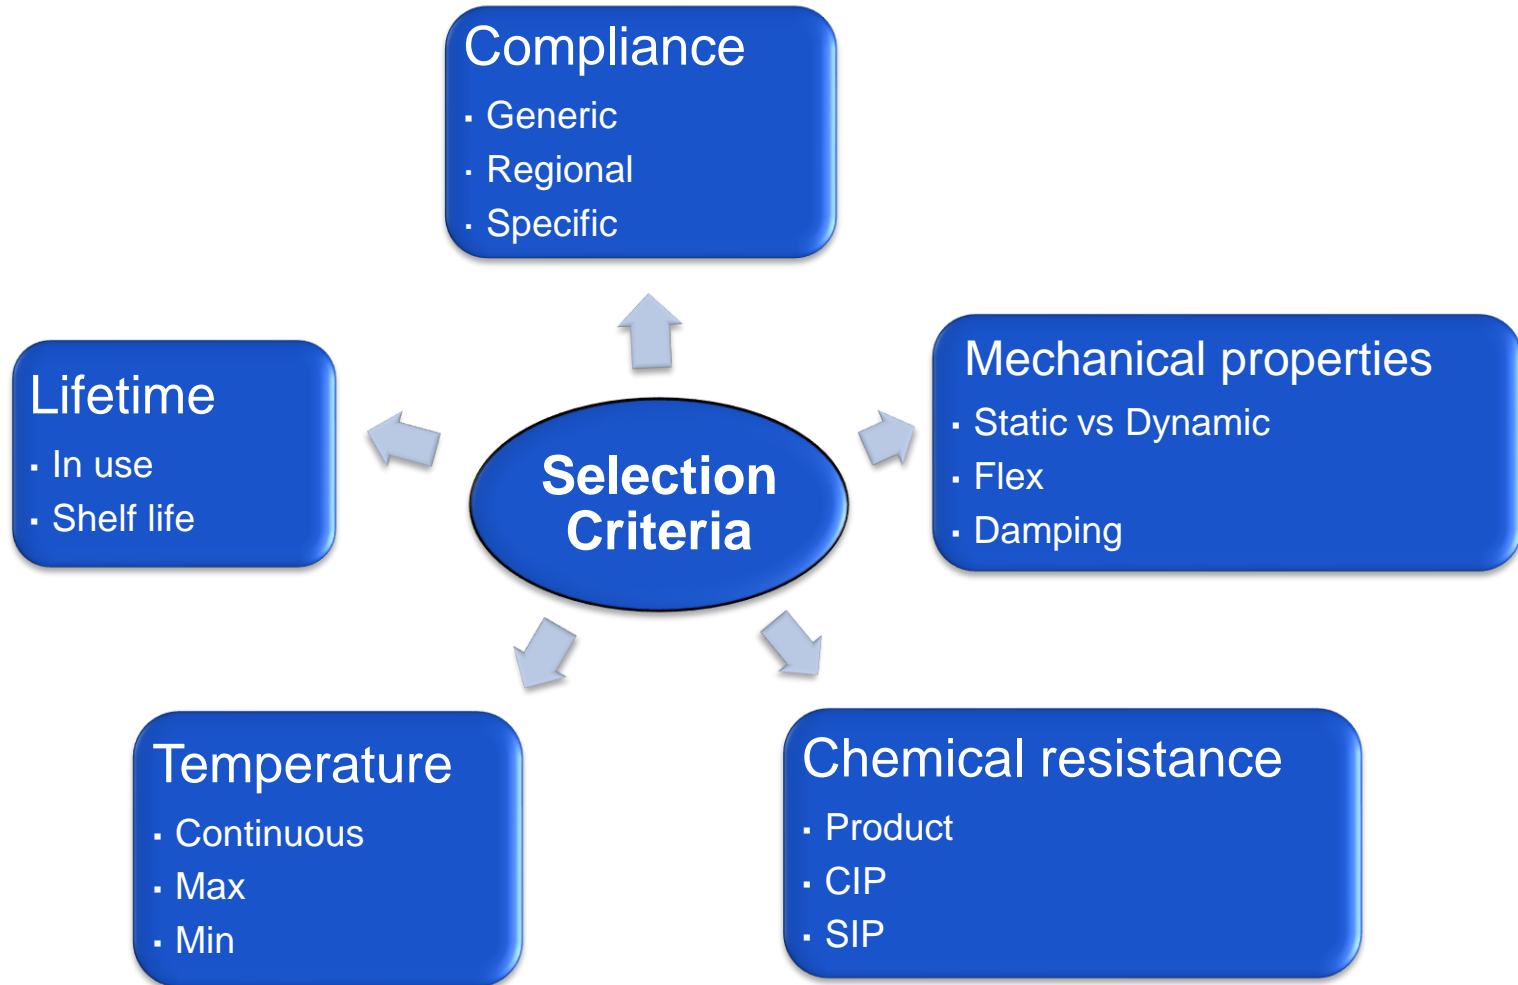 Compliance
▪ Generic
▪ Regional
▪ Specific
Mechanical properties
▪ Static vs Dynamic
▪ Flex
▪ Damping
Lifetime
▪ In use
▪ Shelf life
Selection
Criteria
Temperature
▪ Continuous
▪ Max
▪ Min
Chemical resistance
▪ Product
▪ CIP
▪ SIP